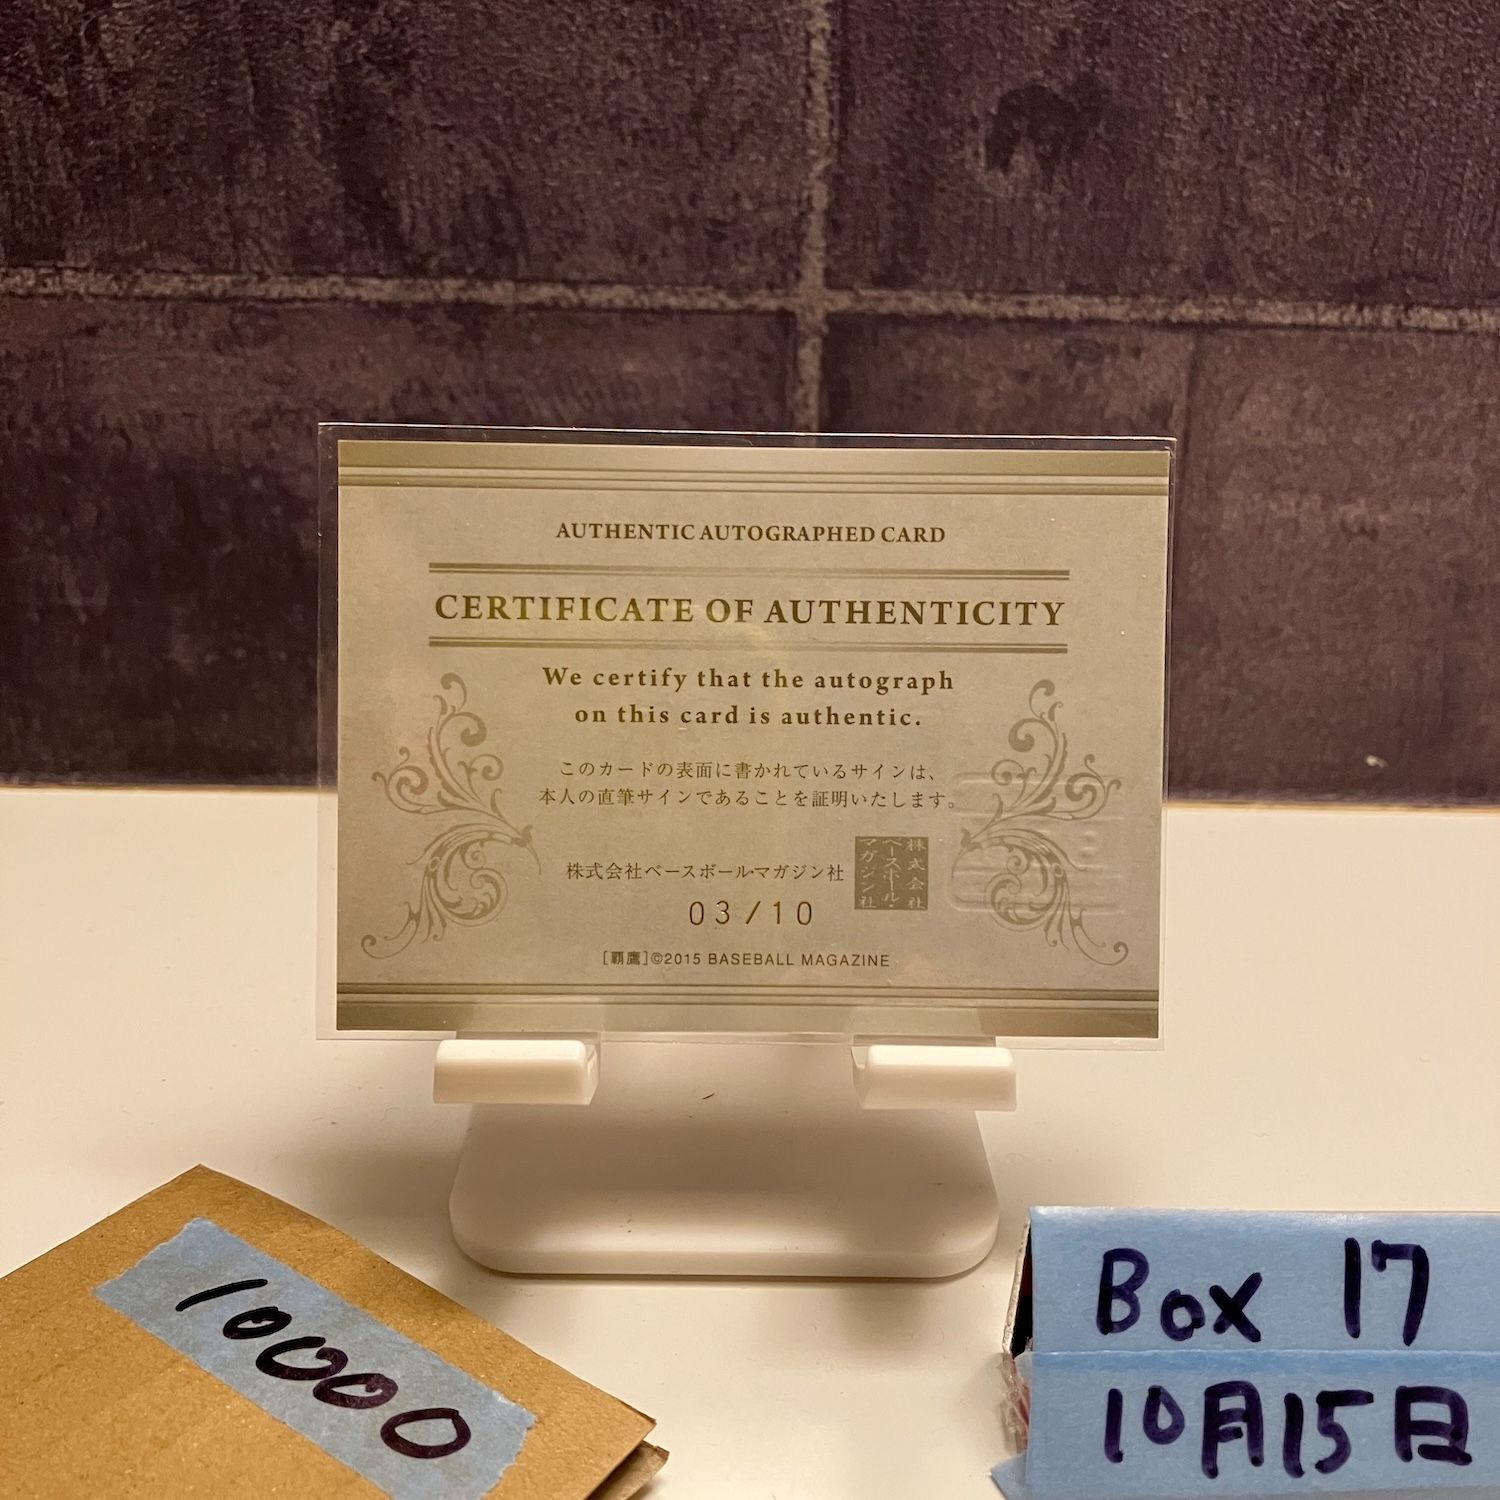 AUTHENTIC AUTOGRAPHED CARD
CERTIFICATE OF AUTHENTICITY
We certify that the autograph
on this card is authentic.
このカードの表面に書かれているサインは、
本人の直筆サインであることを証明いたします。
株式会社ベースボール・マガジン社
株式会社
ベースボール・
マガジン社
03/10
[覇鷹]©2015 BASEBALL MAGAZINE
10000
Box 17
10月15日